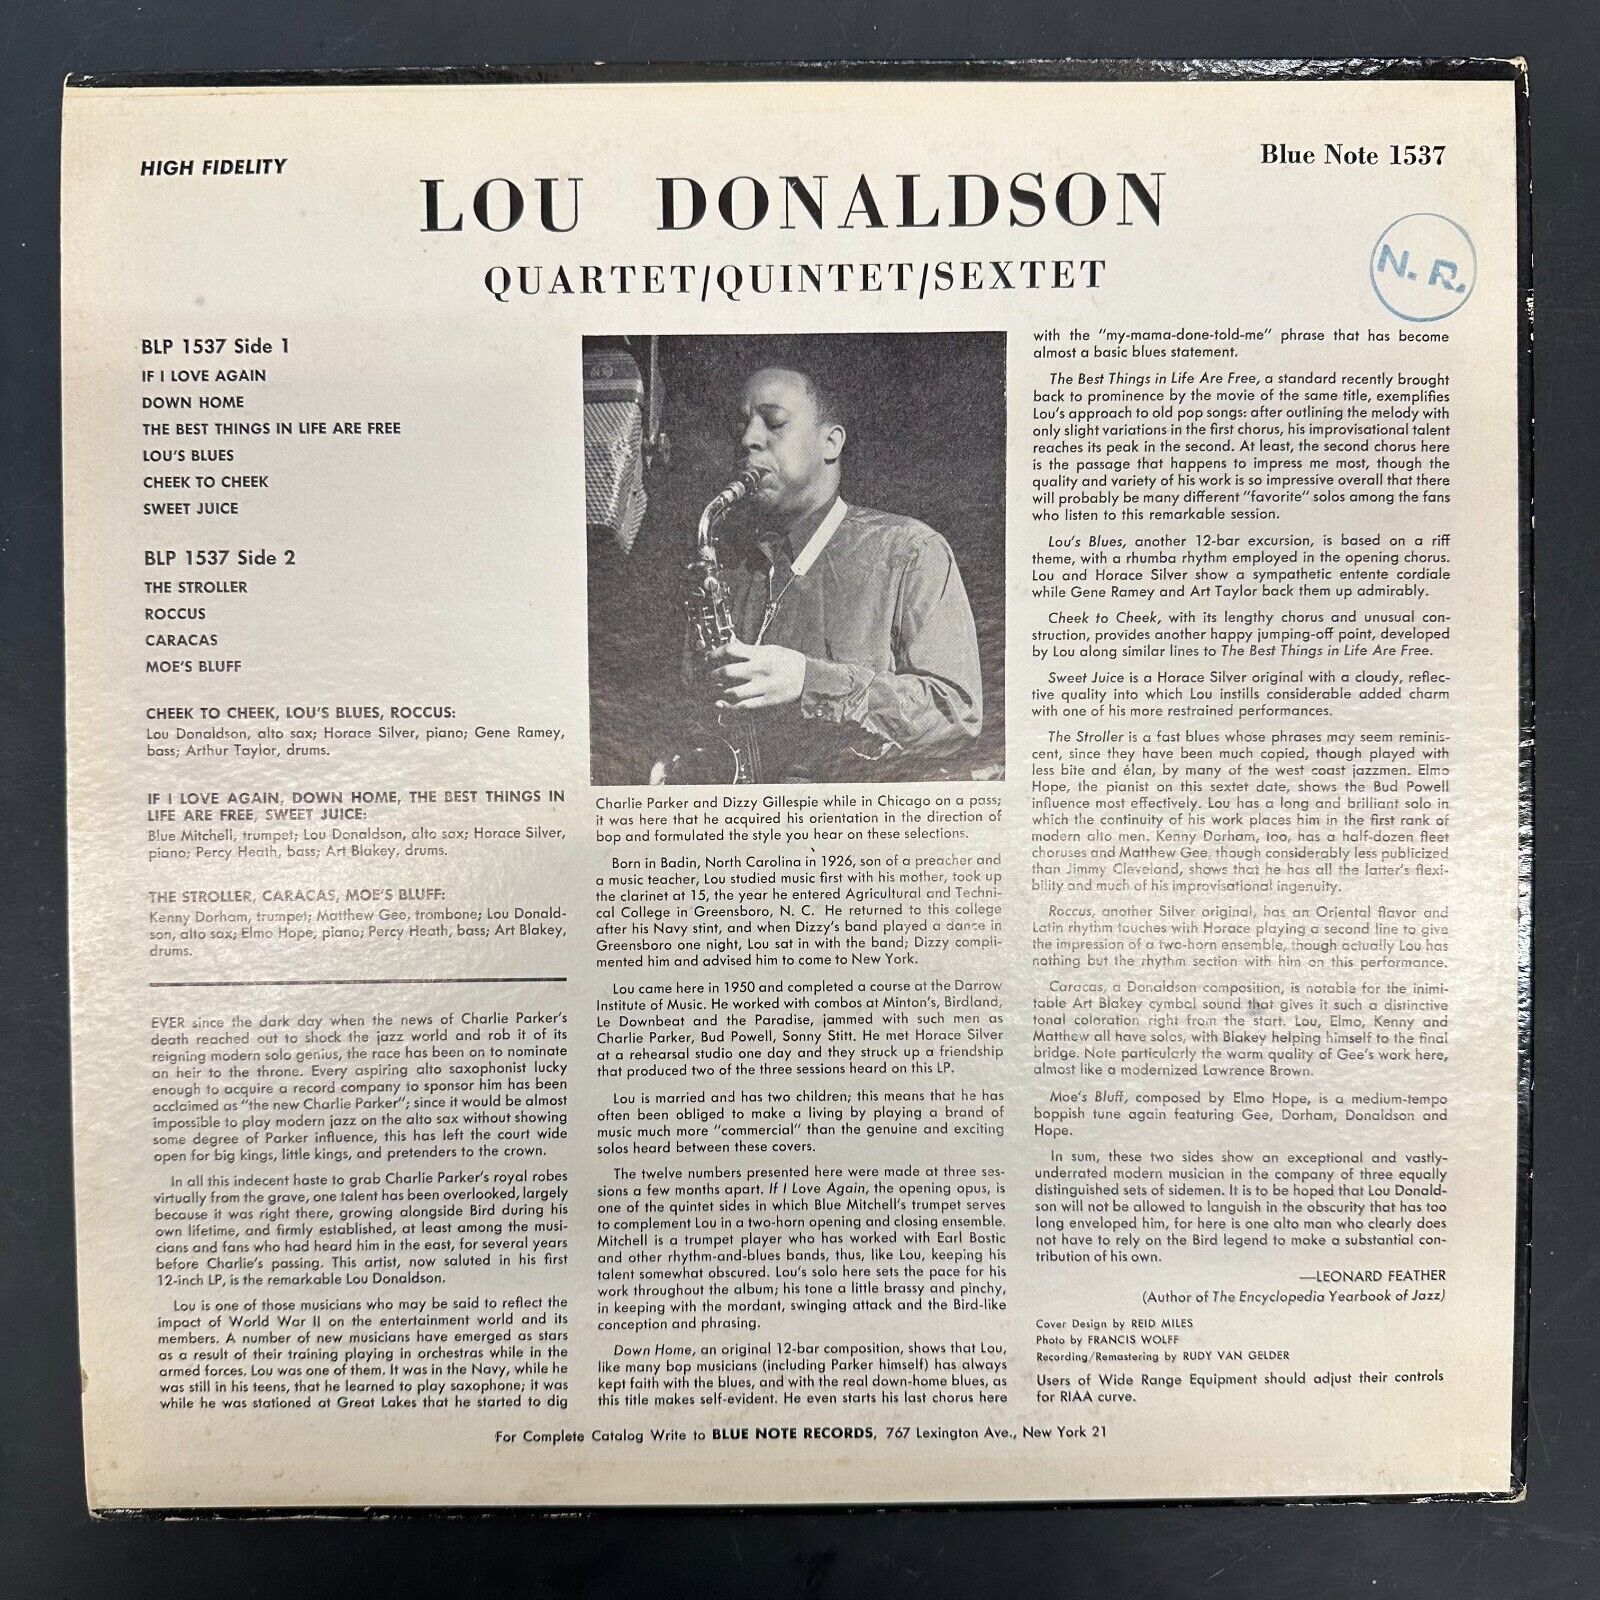 HIGH FIDELITY
Blue Note 1537
LOU DONALDSON
QUARTET/QUINTET/SEXTET
N. R.
BLP 1537 Side 1
IF I LOVE AGAIN
DOWN HOME
THE BEST THINGS IN LIFE ARE FREE
LOU'S BLUES
CHEEK TO CHEEK
SWEET JUICE
BLP 1537 Side 2
THE STROLLER
ROCCUS
CARACAS
MOE'S BLUFF
CHEEK TO CHEEK, LOU'S BLUES, ROCCUS:
Lou Donaldson, alto sax; Horace Silver, piano; Gene Ramey,
bass; Arthur Taylor, drums.
IF I LOVE AGAIN, DOWN HOME, THE BEST THINGS IN
LIFE ARE FREE, SWEET JUICE:
Blue Mitchell, trumpet; Lou Donaldson, alto sax; Horace Silver,
piano; Percy Heath, bass; Art Blakey, drums.
THE STROLLER, CARACAS, MOE'S BLUFF:
Kenny Dorham, trumpet; Matthew Gee, trombone; Lou Donald-
son, alto sax; Elmo Hope, piano; Percy Heath, bass; Art Blakey,
drums.
EVER since the dark day when the news of Charlie Parker's
death reached out to shock the jazz world and rob it of its
reigning modern solo genius, the race has been on to nominate
an heir to the throne. Every aspiring alto saxophonist lucky
enough to acquire a record company to sponsor him has been
acclaimed as "the new Charlie Parker"; since it would be almost
impossible to play modern jazz on the alto sax without showing
some degree of Parker influence, this has left the court wide
open for big kings, little kings, and pretenders to the crown.
In all this indecent haste to grab Charlie Parker's royal robes
virtually from the grave, one talent has been overlooked, largely
because it was right there, growing alongside Bird during his
own lifetime, and firmly established, at least among the musi-
cians and fans who had heard him in the east, for several years
before Charlie's passing. This artist, now saluted in his first
12-inch LP, is the remarkable Lou Donaldson.
Lou is one of those musicians who may be said to reflect the
impact of World War II on the entertainment world and its
members. A number of new musicians have emerged as stars
as a result of their training playing in orchestras while in the
armed forces. Lou was one of them. It was in the Navy, while he
was still in his teens, that he learned to play saxophone; it was
while he was stationed at Great Lakes that he started to dig
Charlie Parker and Dizzy Gillespie while in Chicago on a pass;
it was here that he acquired his orientation in the direction of
bop and formulated the style you hear on these selections.
Born in Badin, North Carolina in 1926, son of a preacher and
a music teacher, Lou studied music first with his mother, took up
the clarinet at 15, the year he entered Agricultural and Techni-
cal College in Greensboro, N. C. He returned to this college
after his Navy stint, and when Dizzy's band played a dance in
Greensboro one night, Lou sat in with the band; Dizzy compli-
mented him and advised him to come to New York.
Lou came here in 1950 and completed a course at the Darrow
Institute of Music. He worked with combos at Minton's, Birdland,
Le Downbeat and the Paradise, jammed with such men as
Charlie Parker, Bud Powell, Sonny Stitt. He met Horace Silver
at a rehearsal studio one day and they struck up a friendship
that produced two of the three sessions heard on this LP.
Lou is married and has two children; this means that he has
often been obliged to make a living by playing a brand of
music much more "commercial" than the genuine and exciting
solos heard between these covers.
The twelve numbers presented here were made at three ses-
sions a few months apart. If I Love Again, the opening opus, is
one of the quintet sides in which Blue Mitchell's trumpet serves
to complement Lou in a two-horn opening and closing ensemble.
Mitchell is a trumpet player who has worked with Earl Bostic
and other rhythm-and-blues bands, thus, like Lou, keeping his
talent somewhat obscured. Lou's solo here sets the pace for his
work throughout the album; his tone a little brassy and pinchy,
in keeping with the mordant, swinging attack and the Bird-like
conception and phrasing.
Down Home, an original 12-bar composition, shows that Lou,
like many bop musicians (including Parker himself) has always
kept faith with the blues, and with the real down-home blues, as
this title makes self-evident. He even starts his last chorus here
with the "my-mama-done-told-me" phrase that has become
almost a basic blues statement.
The Best Things in Life Are Free, a standard recently brought
back to prominence by the movie of the same title, exemplifies
Lou's approach to old pop songs: after outlining the melody with
only slight variations in the first chorus, his improvisational talent
reaches its peak in the second. At least, the second chorus here
is the passage that happens to impress me most, though the
quality and variety of his work is so impressive overall that there
will probably be many different "favorite" solos among the fans
who listen to this remarkable session.
Lou's Blues, another 12-bar excursion, is based on a riff
theme, with a rhumba rhythm employed in the opening chorus.
Lou and Horace Silver show a sympathetic entente cordiale
while Gene Ramey and Art Taylor back them up admirably.
Cheek to Cheek, with its lengthy chorus and unusual con-
struction, provides another happy jumping-off point, developed
by Lou along similar lines to The Best Things in Life Are Free.
Sweet Juice is a Horace Silver original with a cloudy, reflec-
tive quality into which Lou instills considerable added charm
with one of his more restrained performances.
The Stroller is a fast blues whose phrases may seem reminis-
cent, since they have been much copied, though played with
less bite and élan, by many of the west coast jazzmen. Elmo
Hope, the pianist on this sextet date, shows the Bud Powell
influence most effectively. Lou has a long and brilliant solo in
which the continuity of his work places him in the first rank of
modern alto men. Kenny Dorham, too, has a half-dozen fleet
choruses and Matthew Gee, though considerably less publicized
than Jimmy Cleveland, shows that he has all the latter's flexi-
bility and much of his improvisational ingenuity.
Roccus, another Silver original, has an Oriental flavor and
Latin rhythm touches with Horace playing a second line to give
the impression of a two-horn ensemble, though actually Lou has
nothing but the rhythm section with him on this performance.
Caracas, a Donaldson composition, is notable for the inimi-
table Art Blakey cymbal sound that gives it such a distinctive
tonal coloration right from the start. Lou, Elmo, Kenny and
Matthew all have solos, with Blakey helping himself to the final
bridge. Note particularly the warm quality of Gee's work here,
almost like a modernized Lawrence Brown.
Moe's Bluff, composed by Elmo Hope, is a medium-tempo
boppish tune again featuring Gee, Dorham, Donaldson and
Hope.
In sum, these two sides show an exceptional and vastly-
underrated modern musician in the company of three equally
distinguished sets of sidemen. It is to be hoped that Lou Donald-
son will not be allowed to languish in the obscurity that has too
long enveloped him, for here is one alto man who clearly does
not have to rely on the Bird legend to make a substantial con-
tribution of his own.
—LEONARD FEATHER
(Author of The Encyclopedia Yearbook of Jazz)
Cover Design by REID MILES
Photo by FRANCIS WOLFF
Recording/Remastering by RUDY VAN GELDER
Users of Wide Range Equipment should adjust their controls
for RIAA curve.
For Complete Catalog Write to BLUE NOTE RECORDS, 767 Lexington Ave., New York 21